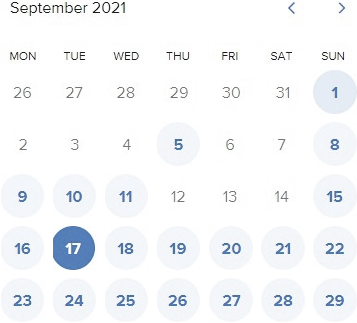 September 2021
MON TUE WED THU FRI SAT SUN
26 27 28 29 30 31 1
2 3 4 5 6 7 8
9 10 11 12 13 14 15
16 17 18 19 20 21 22
23 24 25 26 27 28 29